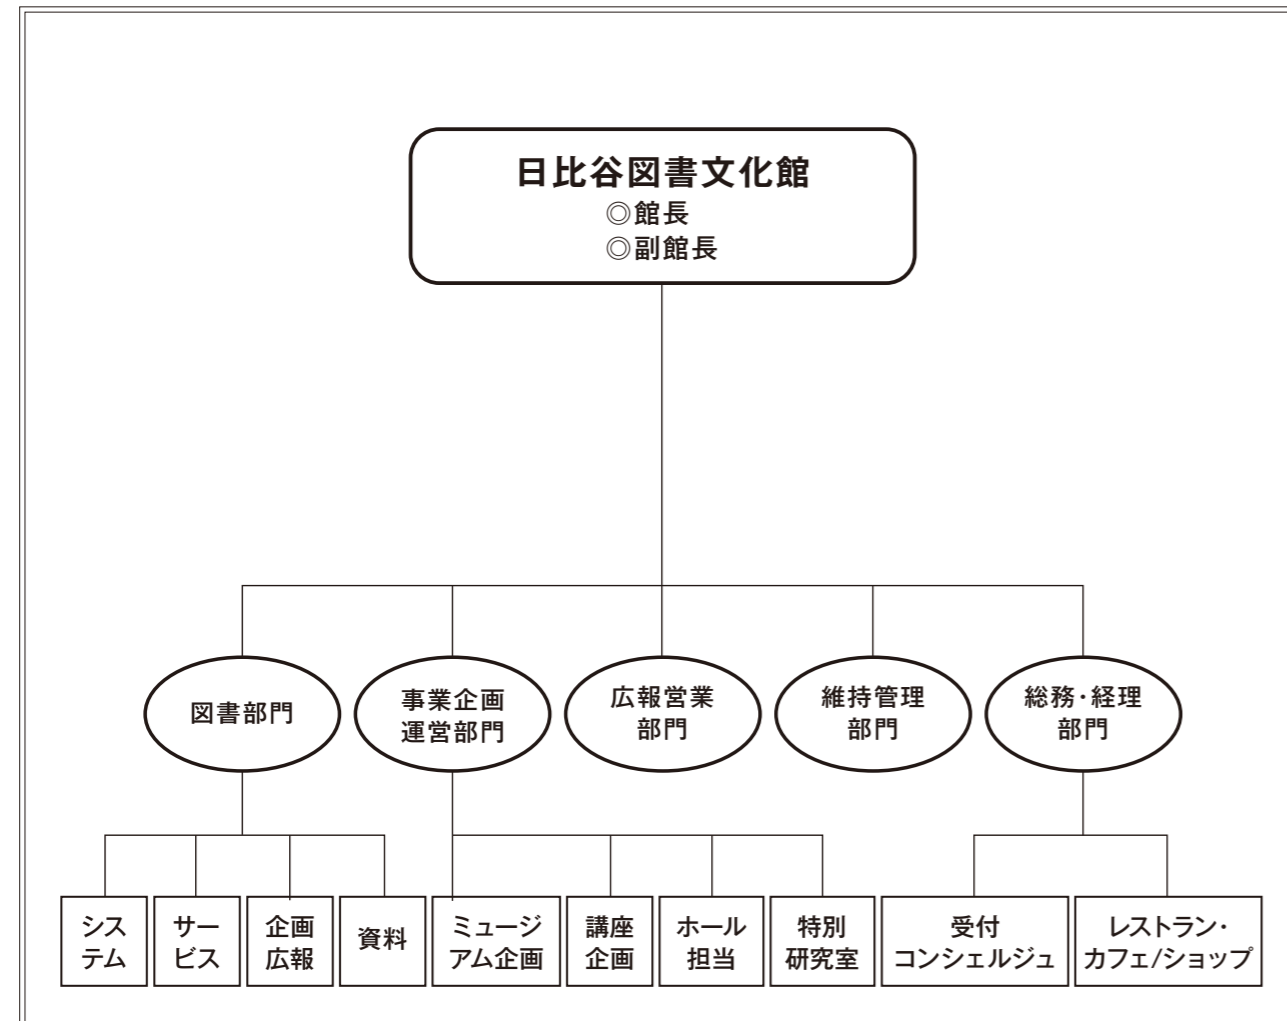 日比谷図書文化館
◎館長
◎副館長
図書部門
事業企画
運営部門
広報営業
部門
維持管理
部門
総務・経理
部門
シス
テム
サー
ビス
企画
広報
資料
ミュージ
アム企画
講座
企画
ホール
担当
特別
研究室
受付
コンシェルジュ
レストラン・
カフェ/ショップ